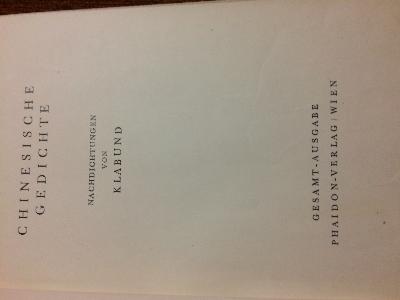 CHINESISCHE
GEDICHTE
NACHDICHTUNGEN
VON
KLABUND
GESAMT-AUSGABE
PHAIDON-VERLAG | WIEN